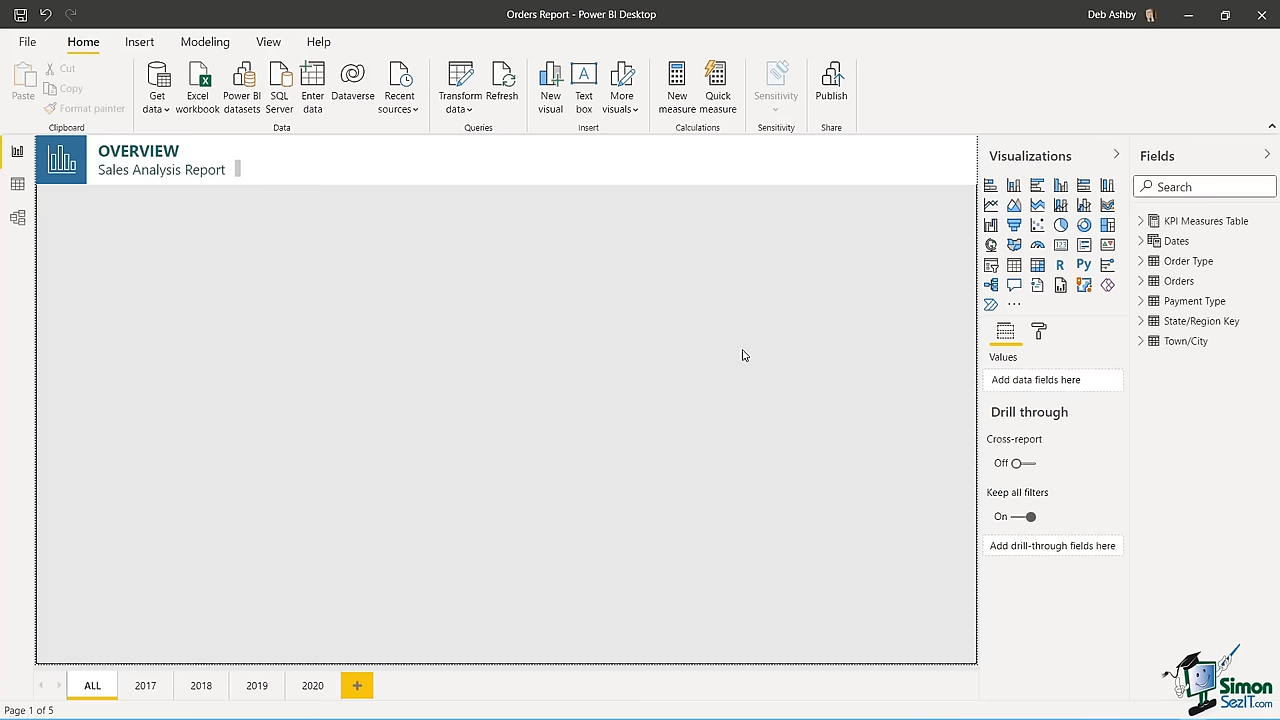 Orders Report - Power BI Desktop
Deb Ashby
File Home Insert Modeling View Help
Paste
Cut
Copy
Format painter
Clipboard
Get data
Excel workbook
Power BI datasets
SQL Server
Enter data
Dataverse
Recent sources
Data
Transform data
Refresh
Queries
New visual
Text box
More visuals
Insert
New measure
Quick measure
Calculations
Sensitivity
Sensitivity
Publish
Share
OVERVIEW
Sales Analysis Report
Visualizations
R
Py
123
Values
Add data fields here
Drill through
Cross-report
Off
Keep all filters
On
Add drill-through fields here
Fields
Search
KPI Measures Table
Dates
Order Type
Orders
Payment Type
State/Region Key
Town/City
ALL 2017 2018 2019 2020 +
Page 1 of 5
Simon
SezIT.com